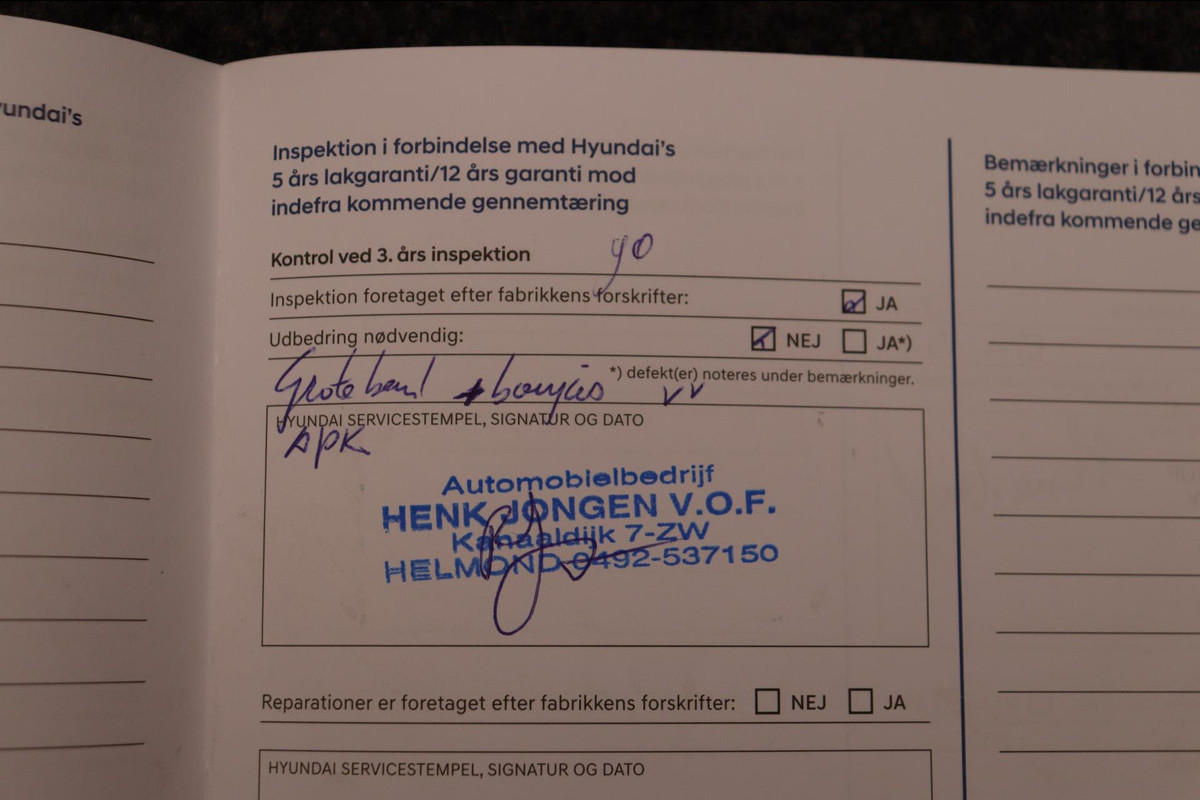 yundai's
Inspektion i forbindelse med Hyundai's
5 års lakgaranti/12 års garanti mod
indefra kommende gennemtæring
Kontrol ved 3. års inspektion
Inspektion foretaget efter fabrikkens forskrifter: JA
Udbedring nødvendig: NEJ JA*)
*) defekt(er) noteres under bemærkninger.
Grote
HYUNDAI SERVICESTEMPEL, SIGNATUR OG DATO
APK
Automobielbedrijf
HENK JONGEN V.O.F.
Kanaaldijk 7-ZW
HELMOND-0492-537150
Reparationer er foretaget efter fabrikkens forskrifter: NEJ JA
HYUNDAI SERVICESTEMPEL, SIGNATUR OG DATO
Bemærkninger i forbin
5 års lakgaranti/12 års
indefra kommende ge